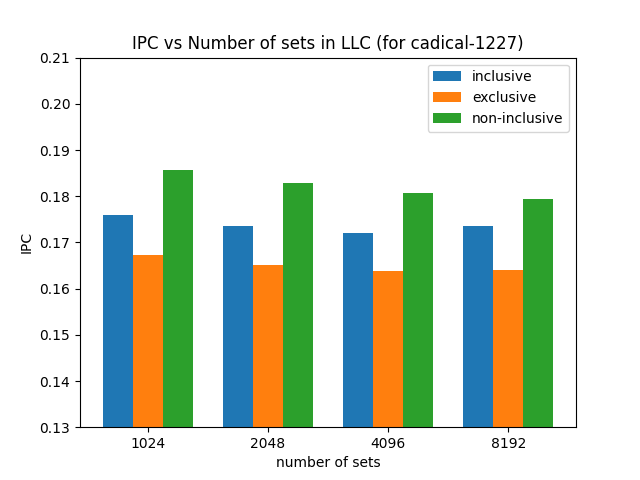 IPC vs Number of sets in LLC (for cadical-1227)
0.21
0.20
0.19
0.18
0.17
0.16
0.15
0.14
0.13
IPC
inclusive
exclusive
non-inclusive
1024 2048 4096 8192
number of sets